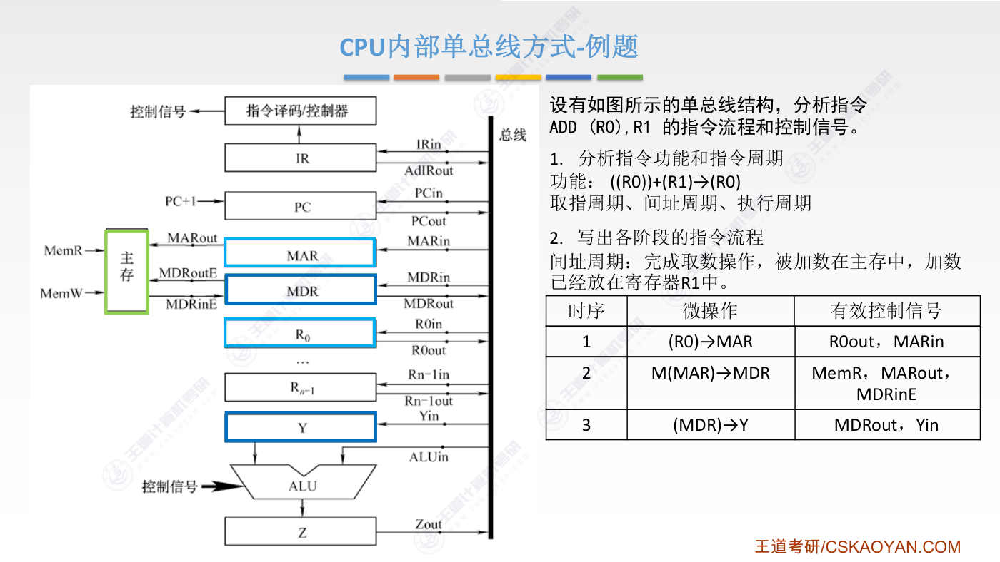 CPU内部单总线方式-例题
控制信号
指令译码/控制器
总线
IRin
IR
AdIRout
PCin
PC+1
PC
PCout
MARout
MARin
MemR
主存
MAR
MDRoutE
MDRin
MemW
MDR
MDRinE
MDRout
R0in
R0
R0out
…
Rn-1in
Rn-1
Rn-1out
Yin
Y
ALUin
控制信号
ALU
Zout
Z
设有如图所示的单总线结构，分析指令
ADD (R0),R1 的指令流程和控制信号。
1. 分析指令功能和指令周期
功能： ((R0))+(R1)→(R0)
取指周期、间址周期、执行周期
2. 写出各阶段的指令流程
间址周期：完成取数操作，被加数在主存中，加数
已经放在寄存器R1中。
时序 微操作 有效控制信号
1 (R0)→MAR R0out，MARin
2 M(MAR)→MDR MemR，MARout，
MDRinE
3 (MDR)→Y MDRout，Yin
王道考研/CSKAOYAN.COM